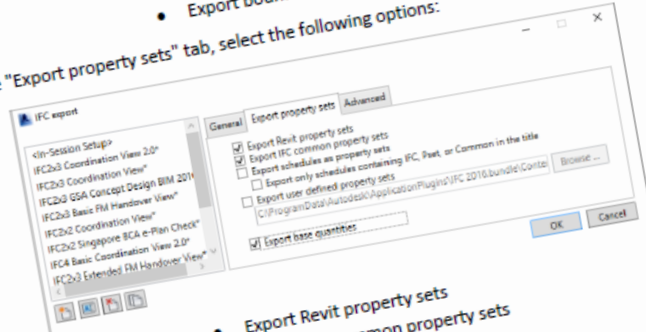 Export
"Export property sets" tab, select the following options:
IFC export
General Export property sets Advanced
<In-Session Setup>
IFC2x3 Coordination View 2.0*
IFC2x3 Coordination View*
IFC2x3 GSA Concept Design BIM
IFC2x3 Basic FM Handover View*
IFC2x2 Coordination View*
IFC2x2 Singapore BCA e-Plan Check*
IFC4 Basic Coordination View 2.0*
IFC2x3 Extended FM Handover View*
Export Revit property sets
Export IFC common property sets
Export schedules as property sets
Export only schedules containing IFC, Pset, or Common in the title
Export user defined property sets
C:\ProgramData\Autodesk\ApplicationPlugins\IFC 2016.bundle\Conte
Browse ...
Export base quantities
OK Cancel
Export Revit property sets
property sets